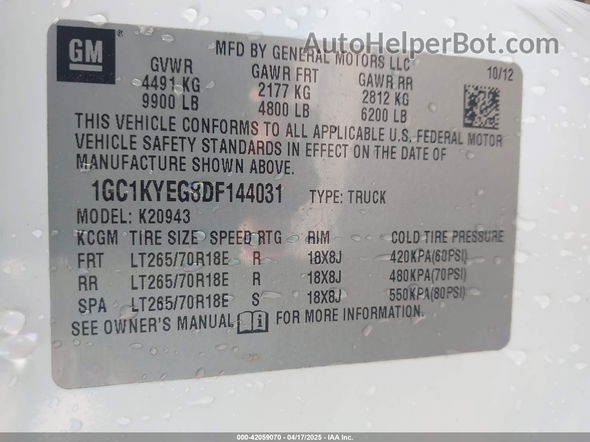 AutoHelperBot.com
GM
MFD BY GENERAL MOTORS LLC
10/12
GVWR GAWR FRT GAWR RR
4491 KG 2177 KG 2812 KG
9900 LB 4800 LB 6200 LB
THIS VEHICLE CONFORMS TO ALL APPLICABLE U.S. FEDERAL MOTOR
VEHICLE SAFETY STANDARDS IN EFFECT ON THE DATE OF
MANUFACTURE SHOWN ABOVE.
1GC1KYEG8DF144031 TYPE: TRUCK
MODEL: K20943
KCGM TIRE SIZE SPEED RTG RIM COLD TIRE PRESSURE
FRT LT265/70R18E R 18X8J 420KPA(60PSI)
RR LT265/70R18E R 18X8J 480KPA(70PSI)
SPA LT265/70R18E S 18X8J 550KPA(80PSI)
SEE OWNER'S MANUAL FOR MORE INFORMATION.
000-42059070 - 04/17/2025 - IAA Inc.